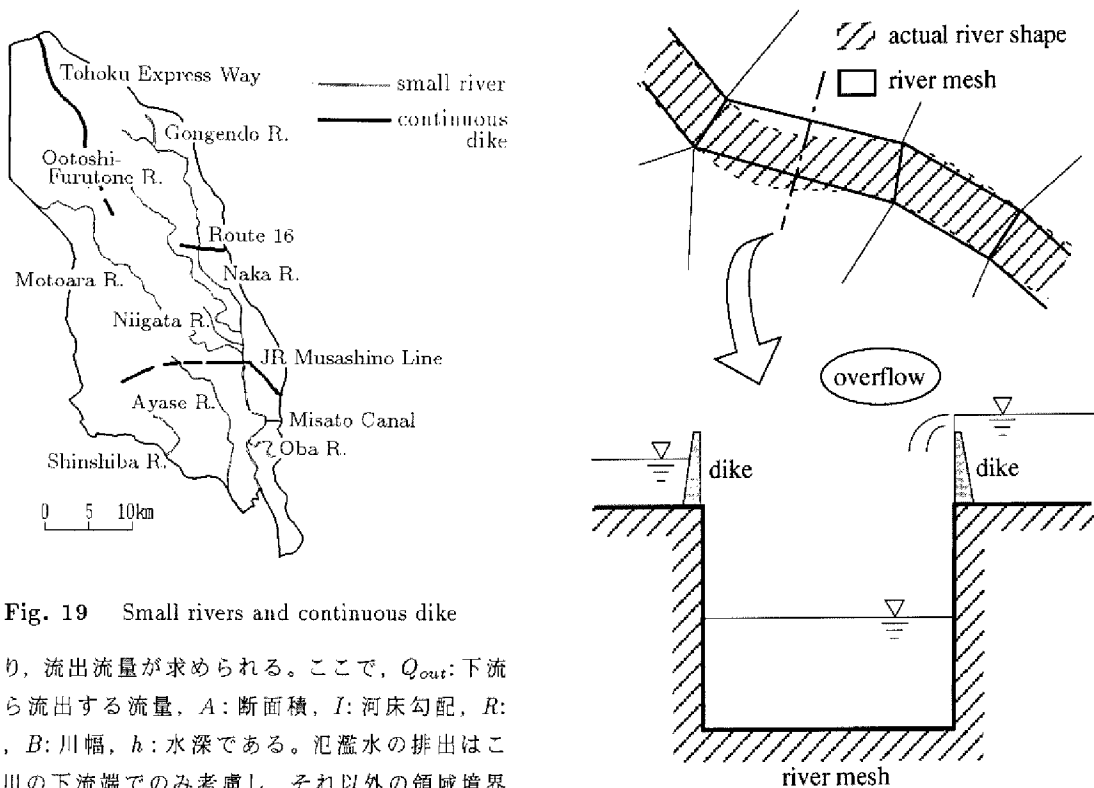 Tohoku Express Way
small river
continuous
dike
Gongendo R.
Ootoshi-
Furutone R.
Route 16
Motoara R.
Naka R.
Niigata R.
JR Musashino Line
Ayase R.
Misato Canal
Oba R.
Shinshiba R.
0 5 10km
Fig. 19 Small rivers and continuous dike
り，流出流量が求められる。ここで，Qout: 下流
ら流出する流量，A: 断面積，I: 河床勾配，R:
，B: 川幅，h: 水深である。氾濫水の排出はこ
川の下流端でのみ考慮し，それ以外の領域境界
actual river shape
river mesh
overflow
dike
dike
river mesh